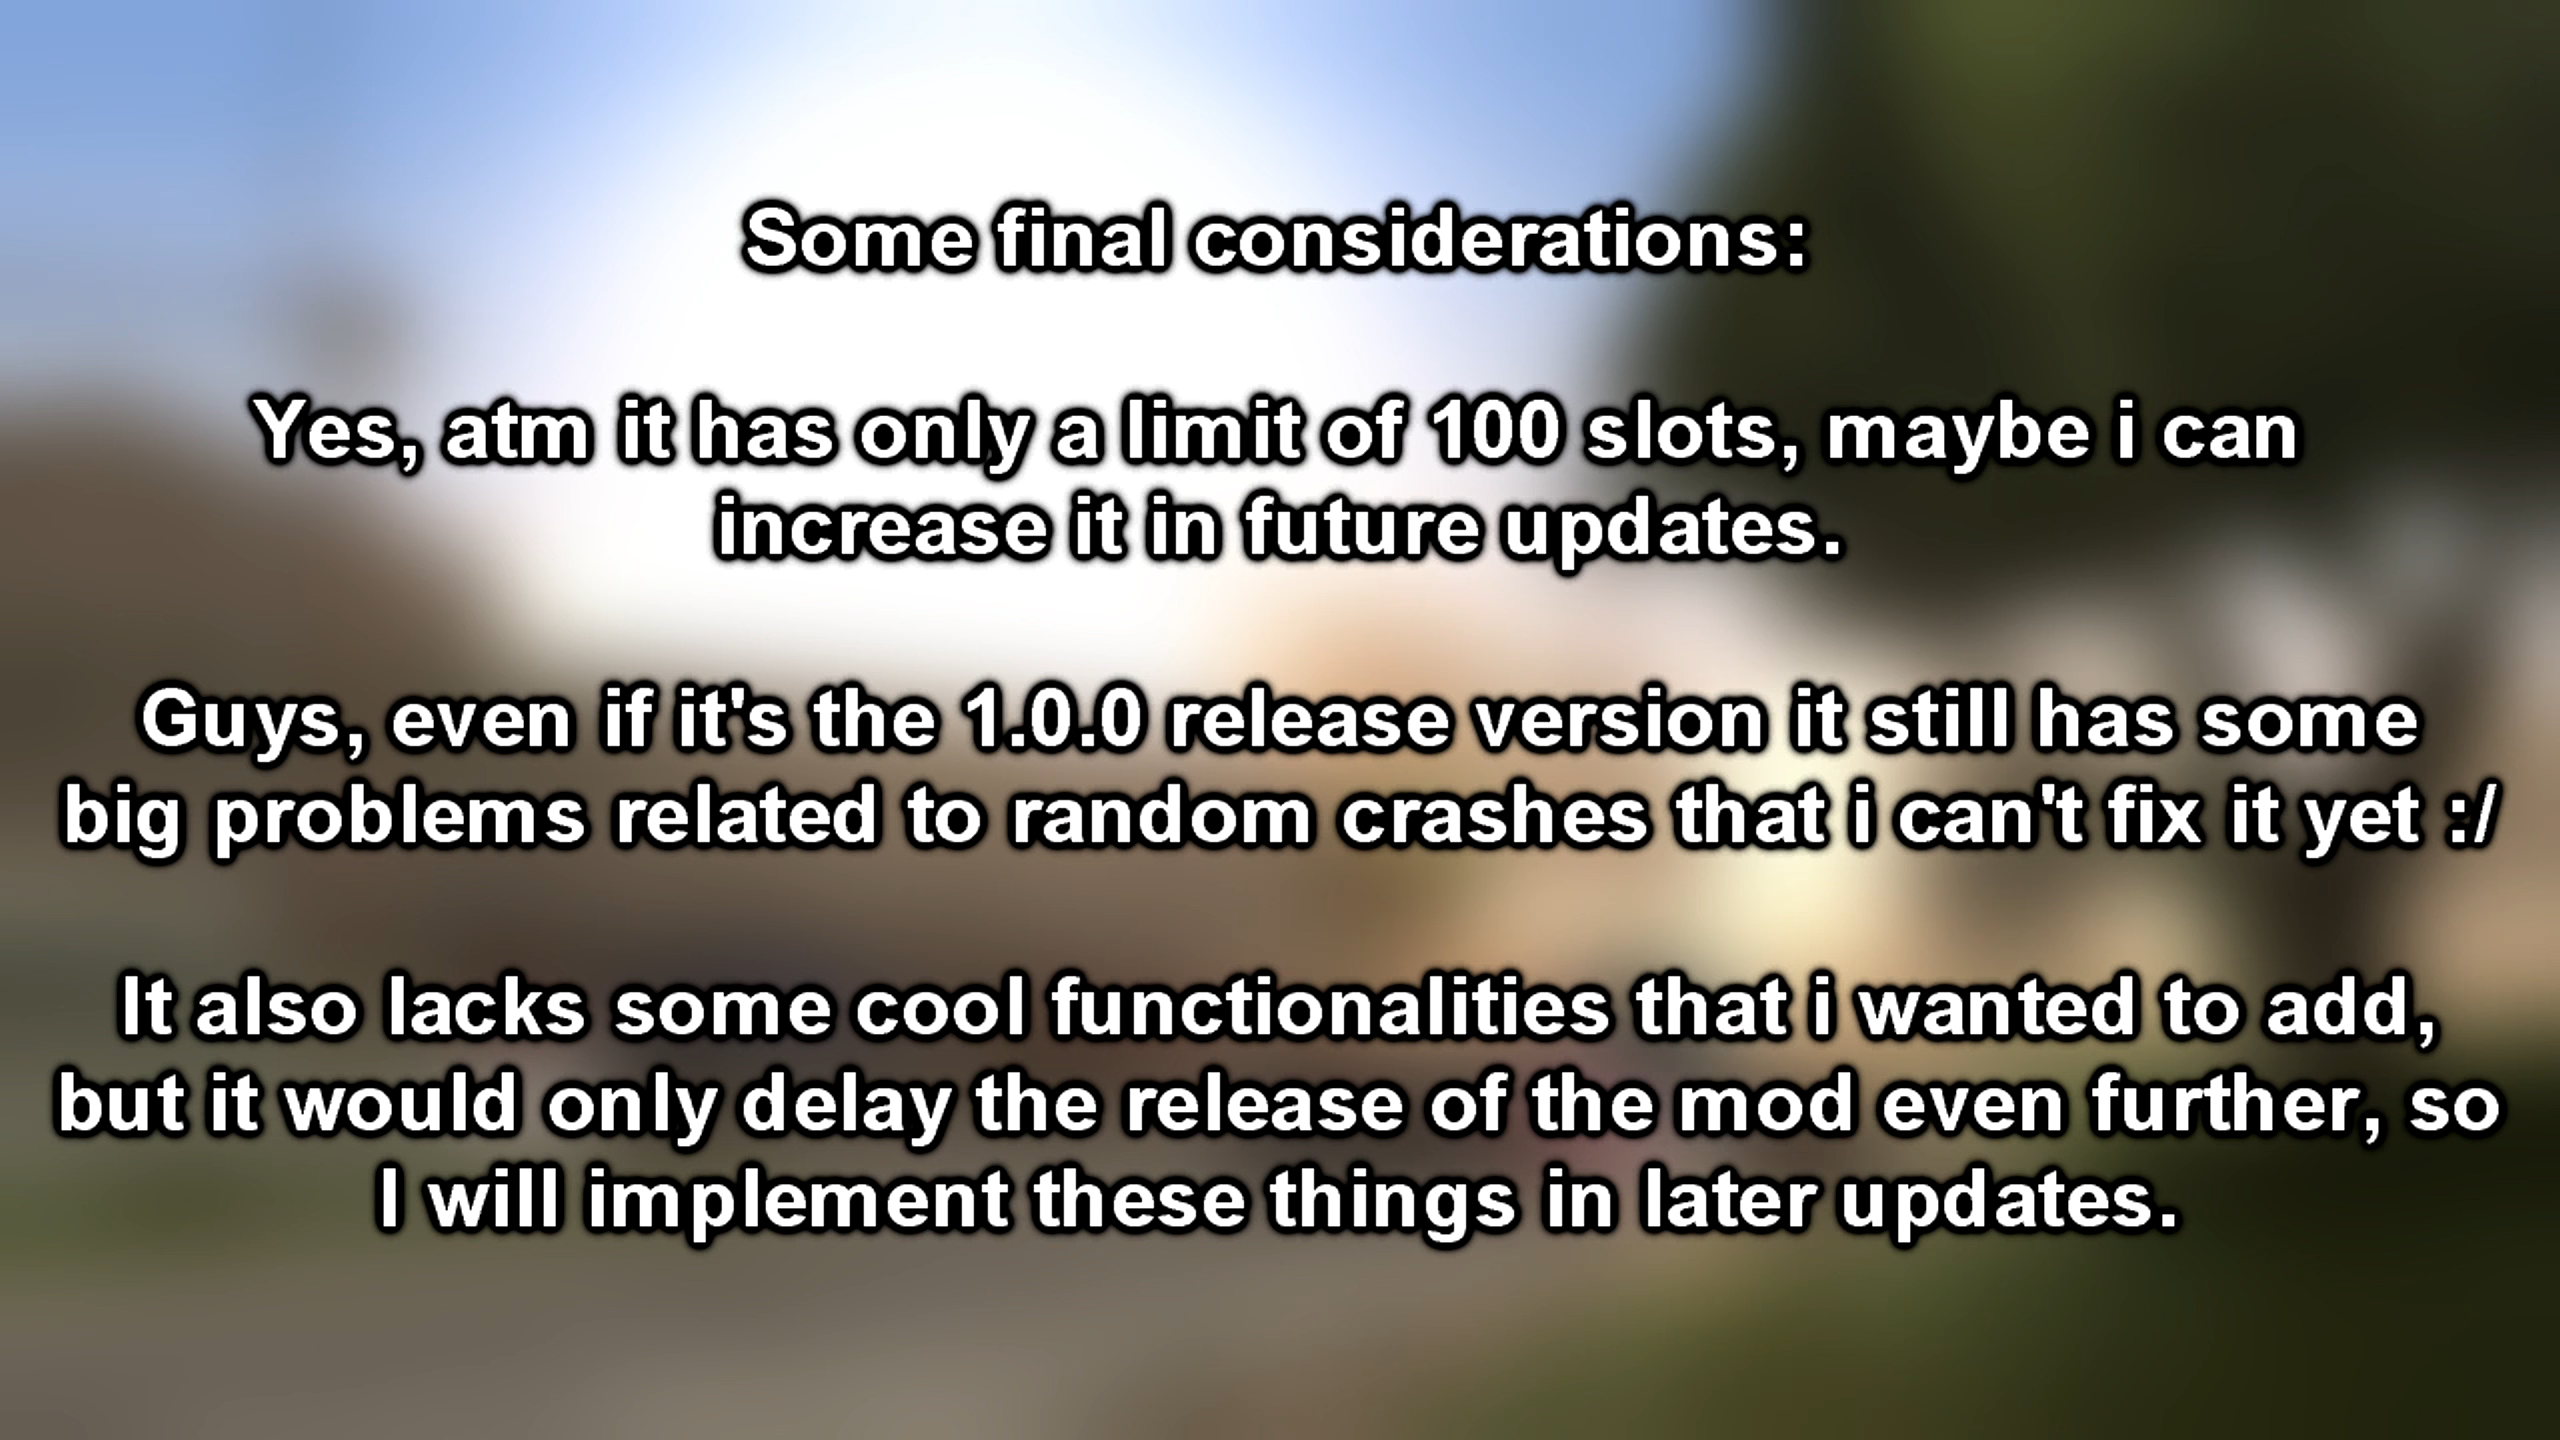 Some final considerations:
Yes, atm it has only a limit of 100 slots, maybe i can
increase it in future updates.
Guys, even if it's the 1.0.0 release version it still has some
big problems related to random crashes that i can't fix it yet :/
It also lacks some cool functionalities that i wanted to add,
but it would only delay the release of the mod even further, so
I will implement these things in later updates.